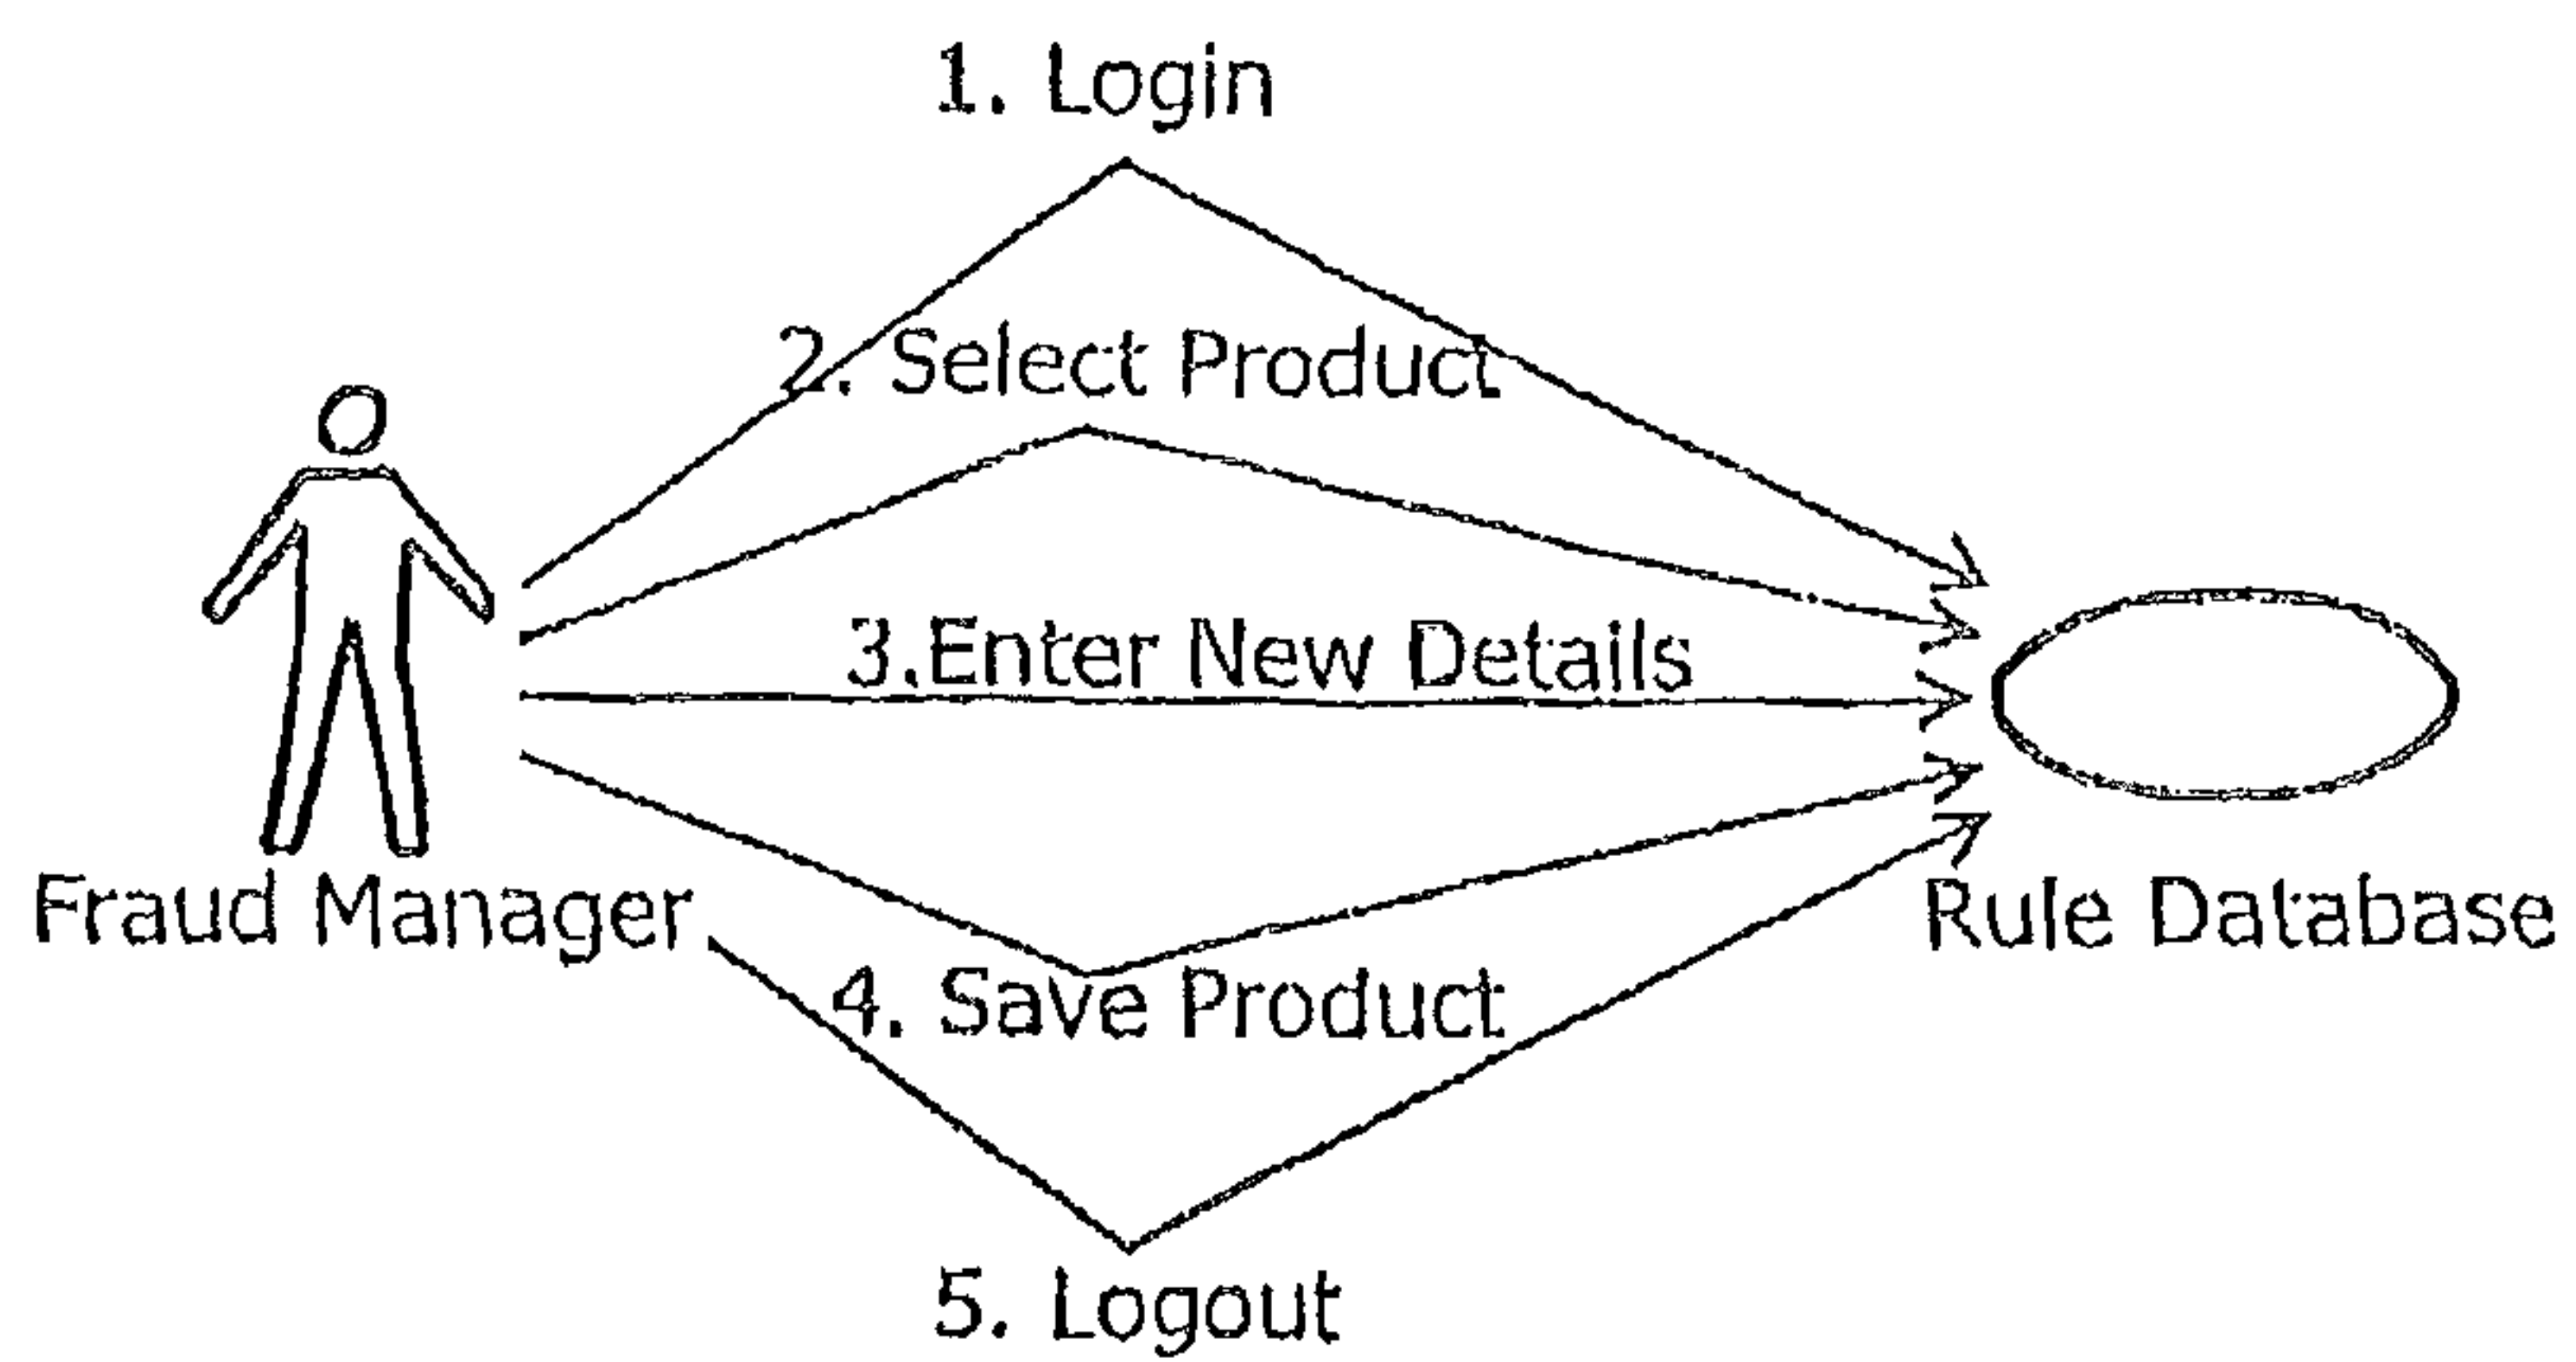 1. Login
2. Select Product
3.Enter New Details
Fraud Manager
Rule Database
4. Save Product
5. Logout